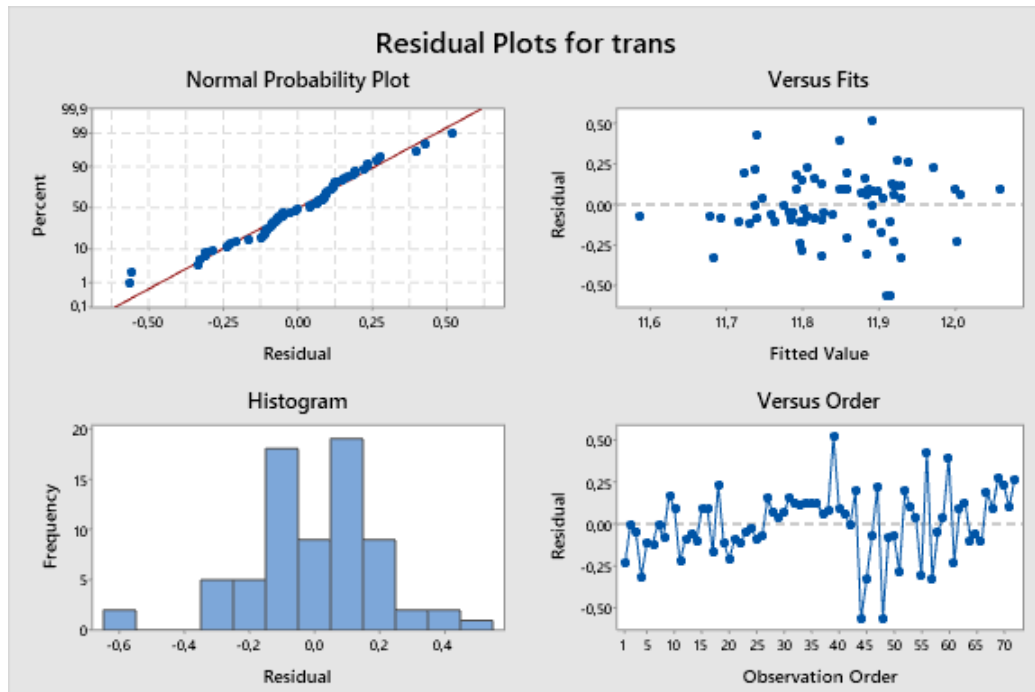 Residual Plots for trans
Normal Probability Plot
99,9
99
90
50
10
1
0,1
Percent
-0,50 -0,25 0,00 0,25 0,50
Residual
Versus Fits
0,50
0,25
0,00
-0,25
-0,50
Residual
11,6 11,7 11,8 11,9 12,0
Fitted Value
Histogram
20
15
10
5
0
Frequency
-0,6 -0,4 -0,2 0,0 0,2 0,4
Residual
Versus Order
0,50
0,25
0,00
-0,25
-0,50
Residual
1 5 10 15 20 25 30 35 40 45 50 55 60 65 70
Observation Order